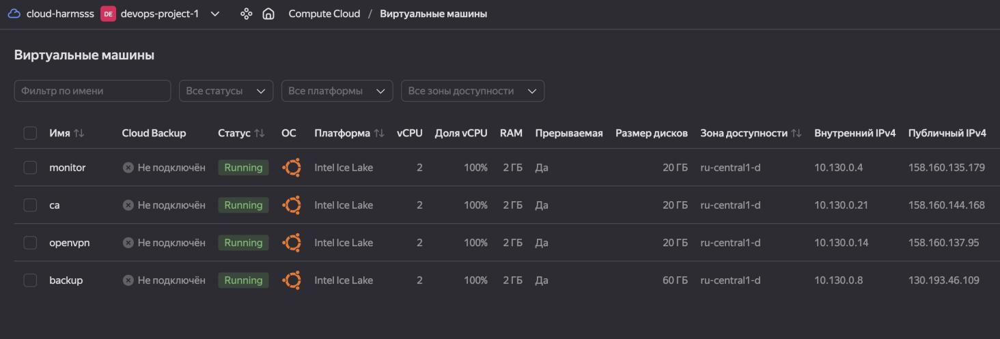 cloud-harmsss DE devops-project-1 Compute Cloud / Виртуальные машины
Виртуальные машины
Фильтр по имени Все статусы Все платформы Все зоны доступности
Имя Cloud Backup Статус ОС Платформа vCPU Доля vCPU RAM Прерываемая Размер дисков Зона доступности Внутренний IPv4 Публичный IPv4
monitor Не подключён Running Intel Ice Lake 2 100% 2 ГБ Да 20 ГБ ru-central1-d 10.130.0.4 158.160.135.179
ca Не подключён Running Intel Ice Lake 2 100% 2 ГБ Да 20 ГБ ru-central1-d 10.130.0.21 158.160.144.168
openvpn Не подключён Running Intel Ice Lake 2 100% 2 ГБ Да 20 ГБ ru-central1-d 10.130.0.14 158.160.137.95
backup Не подключён Running Intel Ice Lake 2 100% 2 ГБ Да 60 ГБ ru-central1-d 10.130.0.8 130.193.46.109